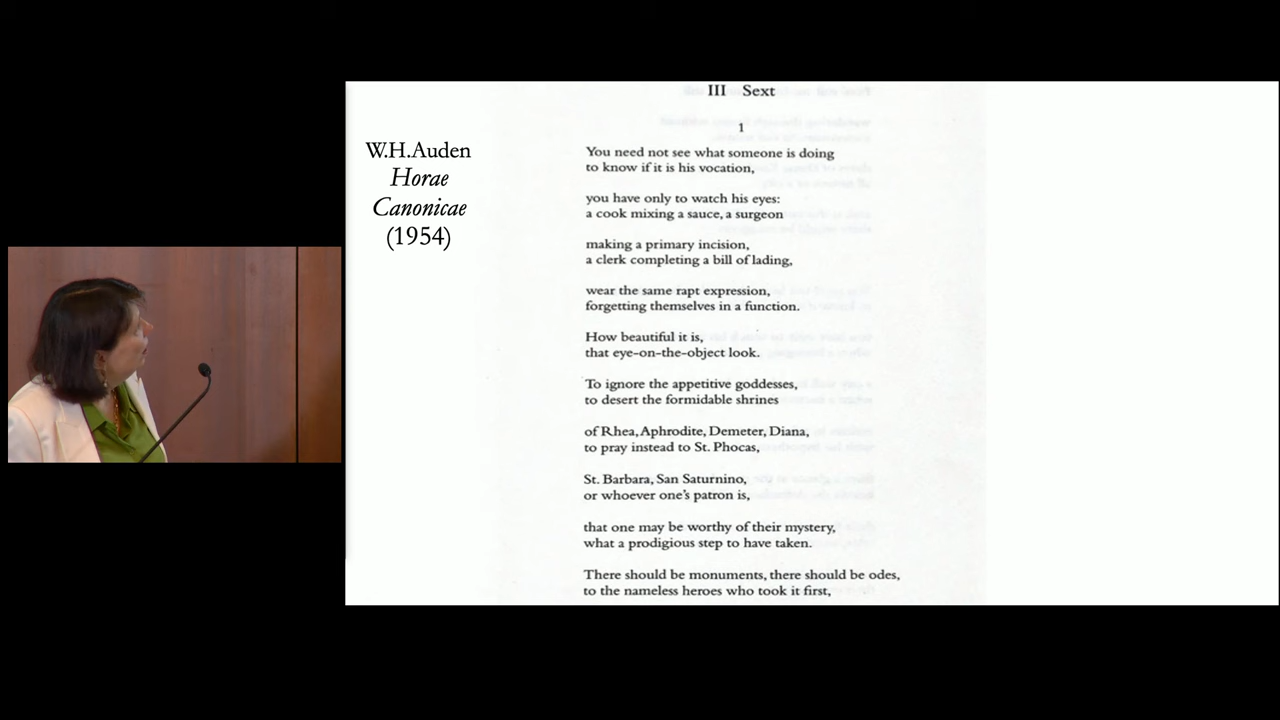 W.H.Auden
Horae
Canonicae
(1954)
III Sext
1
You need not see what someone is doing
to know if it is his vocation,
you have only to watch his eyes:
a cook mixing a sauce, a surgeon
making a primary incision,
a clerk completing a bill of lading,
wear the same rapt expression,
forgetting themselves in a function.
How beautiful it is,
that eye-on-the-object look.
To ignore the appetitive goddesses,
to desert the formidable shrines
of Rhea, Aphrodite, Demeter, Diana,
to pray instead to St. Phocas,
St. Barbara, San Saturnino,
or whoever one's patron is,
that one may be worthy of their mystery,
what a prodigious step to have taken.
There should be monuments, there should be odes,
to the nameless heroes who took it first,